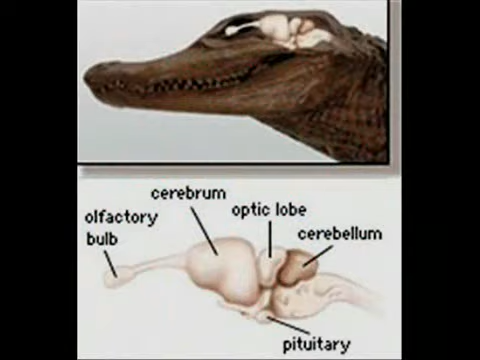 cerebrum
olfactory
bulb
optic lobe
cerebellum
pituitary